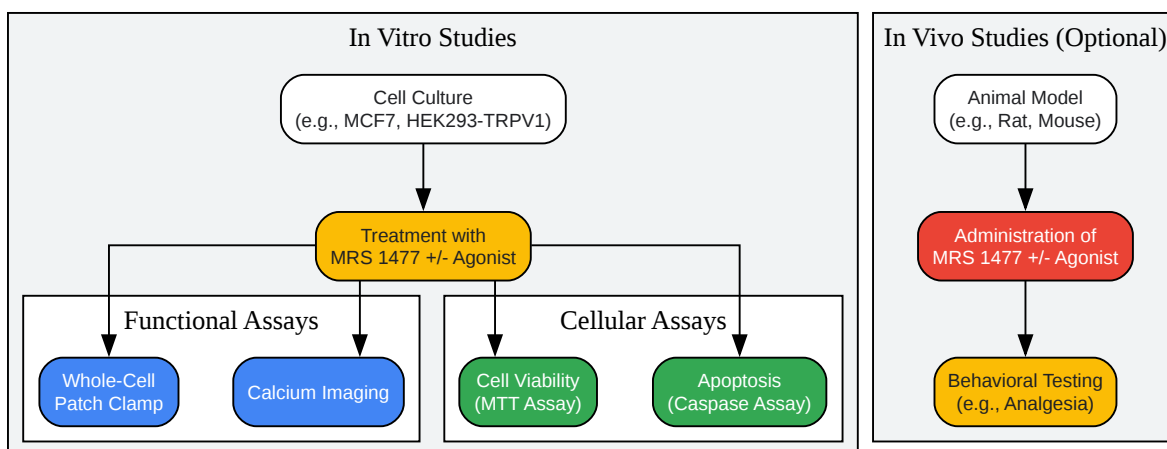 In Vitro Studies
Cell Culture
(e.g., MCF7, HEK293-TRPV1)
Treatment with
MRS 1477 +/- Agonist
Functional Assays
Whole-Cell
Patch Clamp
Calcium Imaging
Cellular Assays
Cell Viability
(MTT Assay)
Apoptosis
(Caspase Assay)
In Vivo Studies (Optional)
Animal Model
(e.g., Rat, Mouse)
Administration of
MRS 1477 +/- Agonist
Behavioral Testing
(e.g., Analgesia)